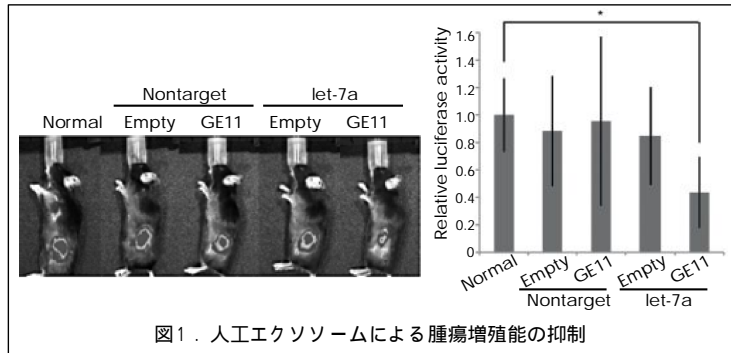 Nontarget let-7a
Normal Empty GE11 Empty GE11
*
Relative luciferase activity
1.6
1.4
1.2
1.0
0.8
0.6
0.4
0.2
0
Normal Empty GE11 Empty GE11
Nontarget let-7a
図1．人工エクソソームによる腫瘍増殖能の抑制